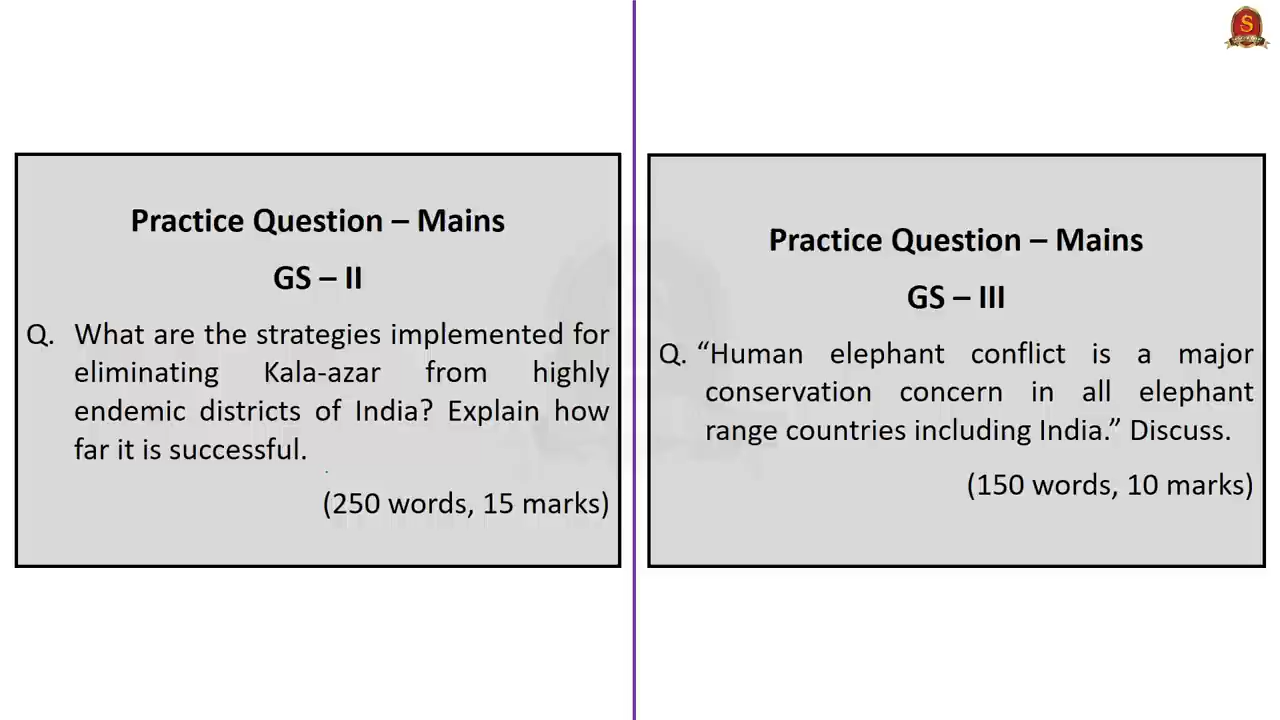 Practice Question – Mains
GS – II
Q. What are the strategies implemented for
eliminating Kala-azar from highly
endemic districts of India? Explain how
far it is successful.
(250 words, 15 marks)
Practice Question – Mains
GS – III
Q. “Human elephant conflict is a major
conservation concern in all elephant
range countries including India.” Discuss.
(150 words, 10 marks)
S